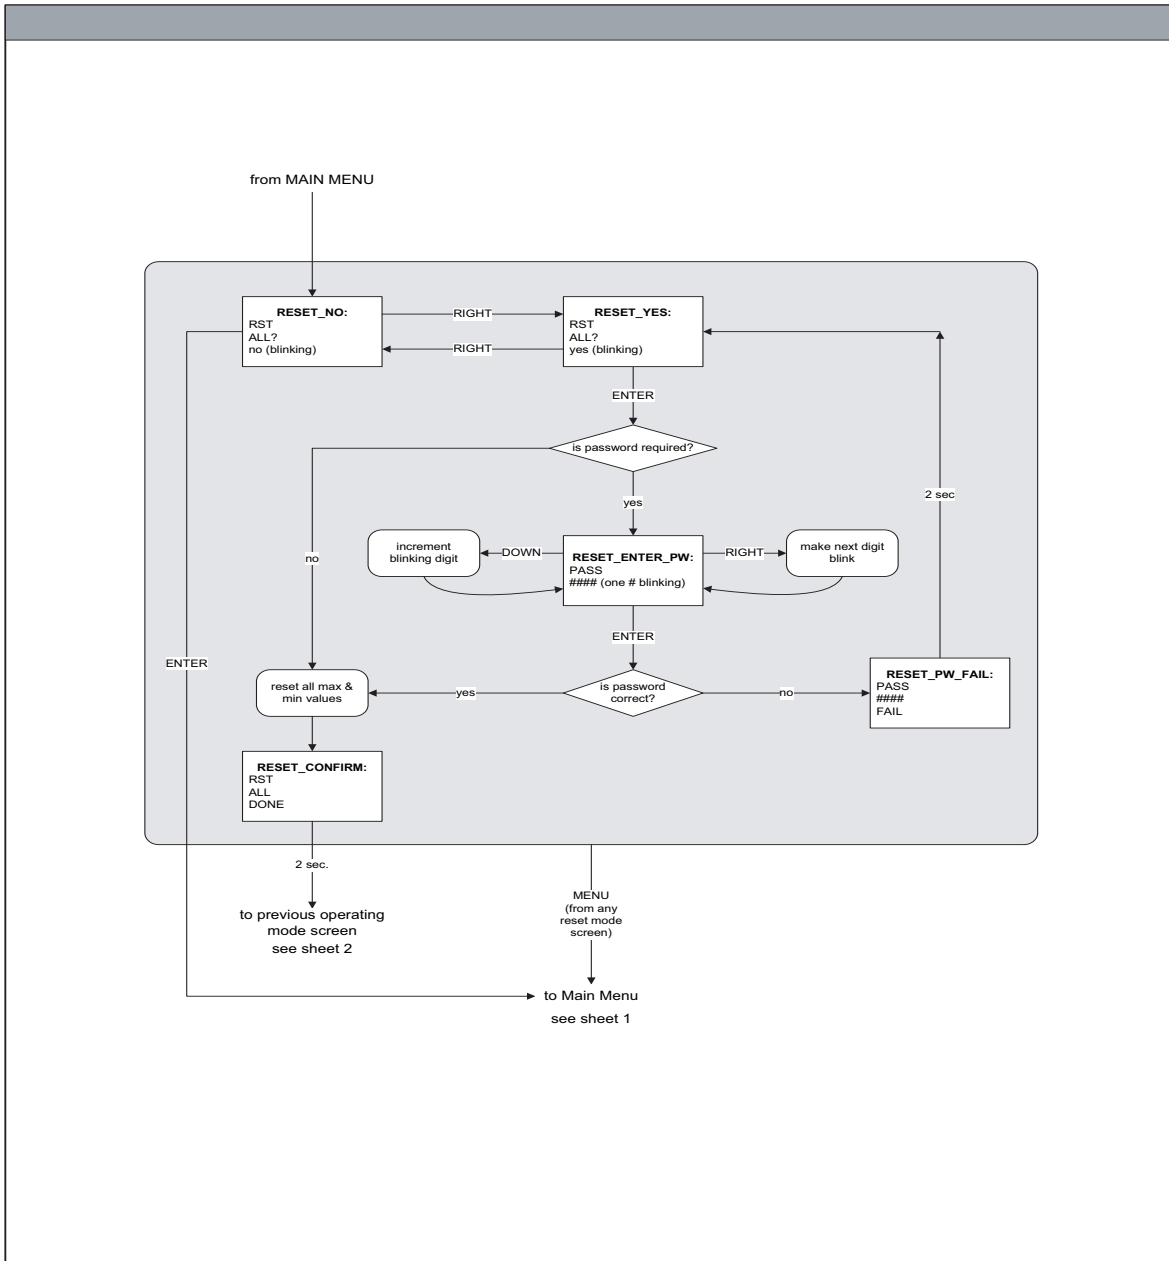 from MAIN MENU
RESET_NO:
RST
ALL?
no (blinking)
RIGHT
RIGHT
RESET_YES:
RST
ALL?
yes (blinking)
ENTER
is password required?
2 sec
yes
no
increment
blinking digit
DOWN
RESET_ENTER_PW:
PASS
#### (one # blinking)
RIGHT
make next digit
blink
ENTER
ENTER
reset all max &
min values
yes
is password
correct?
no
RESET_PW_FAIL:
PASS
####
FAIL
RESET_CONFIRM:
RST
ALL
DONE
2 sec.
to previous operating
mode screen
see sheet 2
MENU
(from any
reset mode
screen)
to Main Menu
see sheet 1